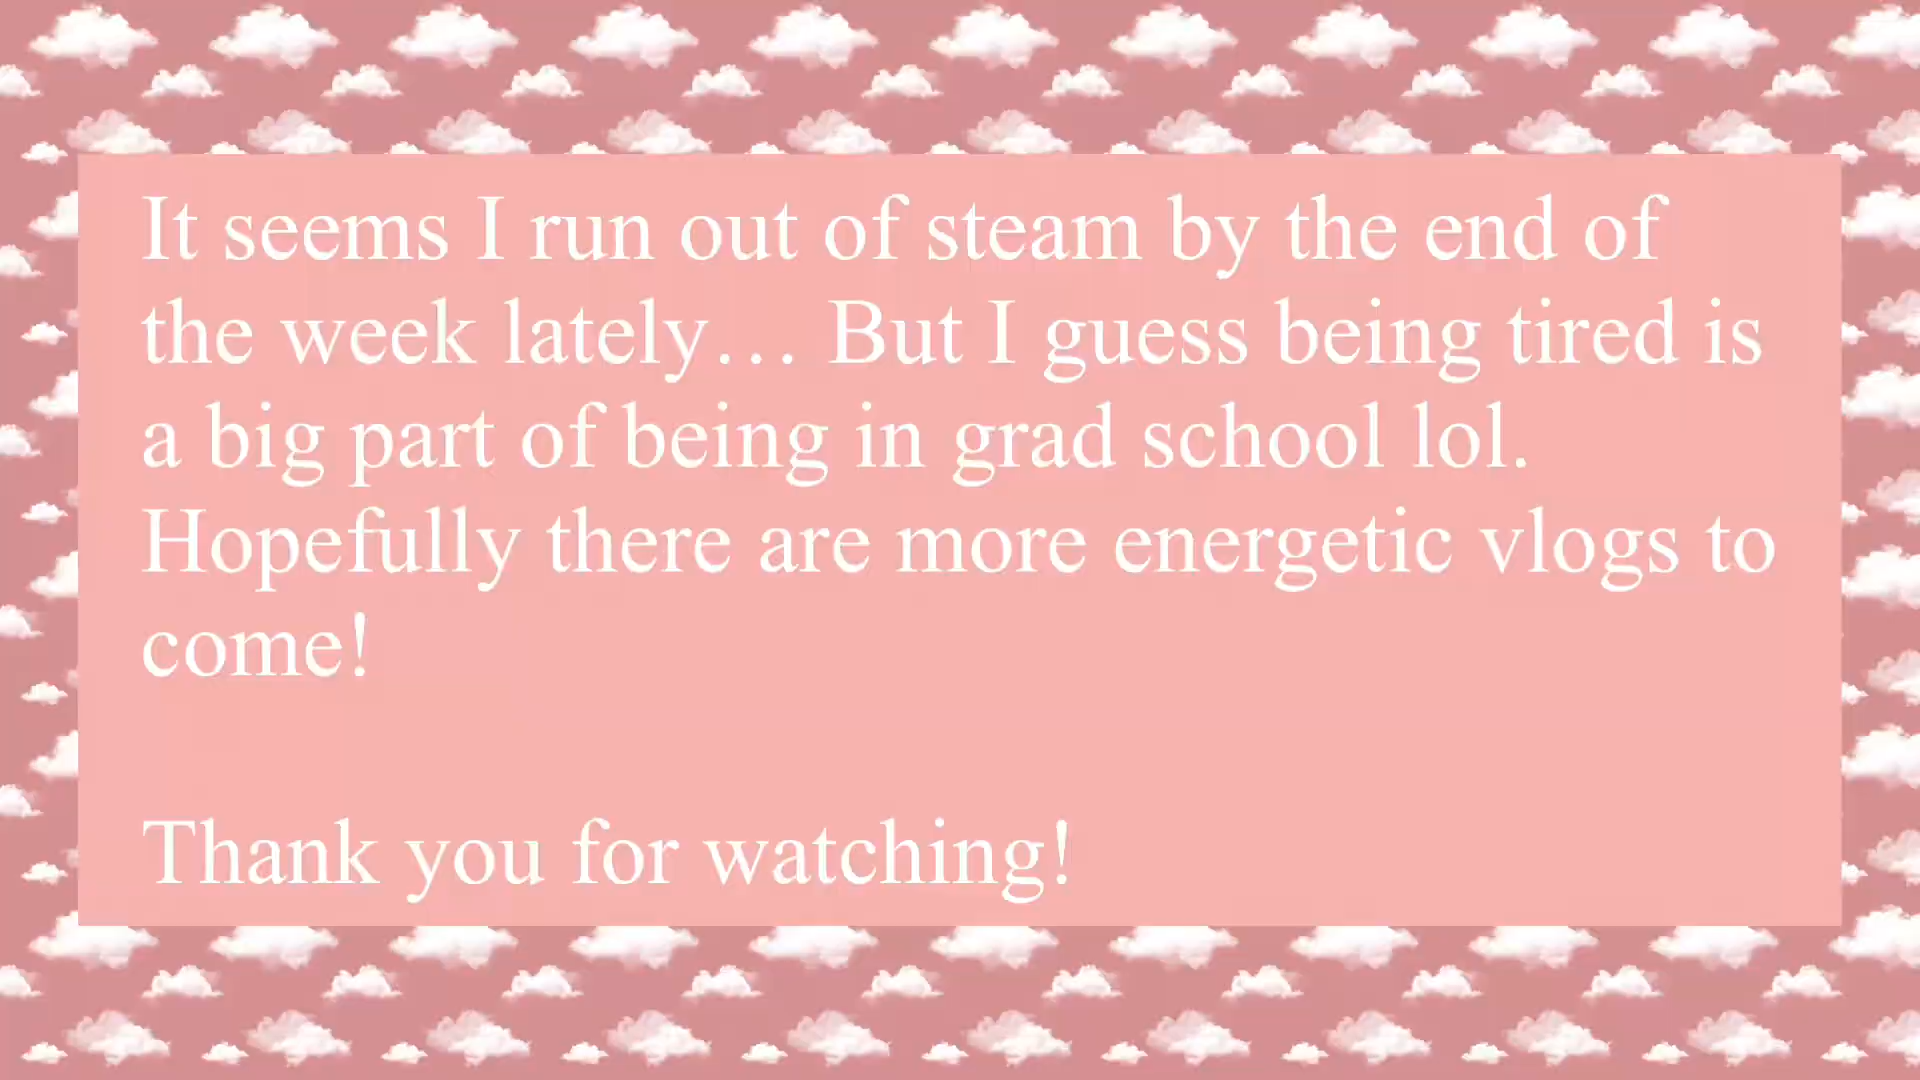 It seems I run out of steam by the end of
the week lately… But I guess being tired is
a big part of being in grad school lol.
Hopefully there are more energetic vlogs to
come!
Thank you for watching!